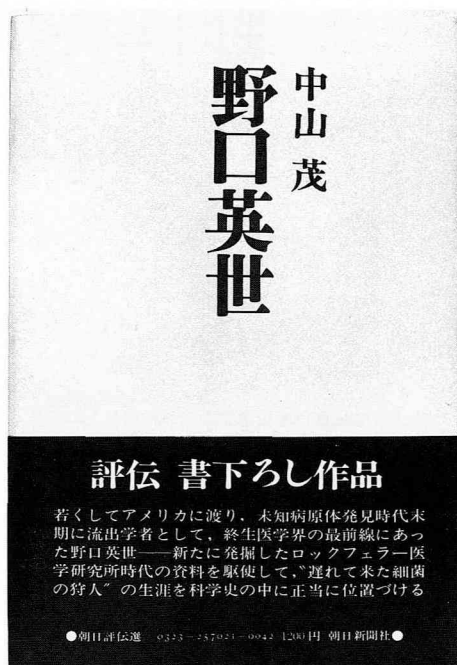 中山 茂
野口英世
評伝 書下ろし作品
若くしてアメリカに渡り，未知病原体発見時代末
期に流出学者として，終生医学界の最前線にあっ
た野口英世――新たに発掘したロックフェラー医
学研究所時代の資料を駆使して，〝遅れて来た細菌
の狩人〟の生涯を科学史の中に正当に位置づける
●朝日評伝選 0323-257021-0042 1200円 朝日新聞社●